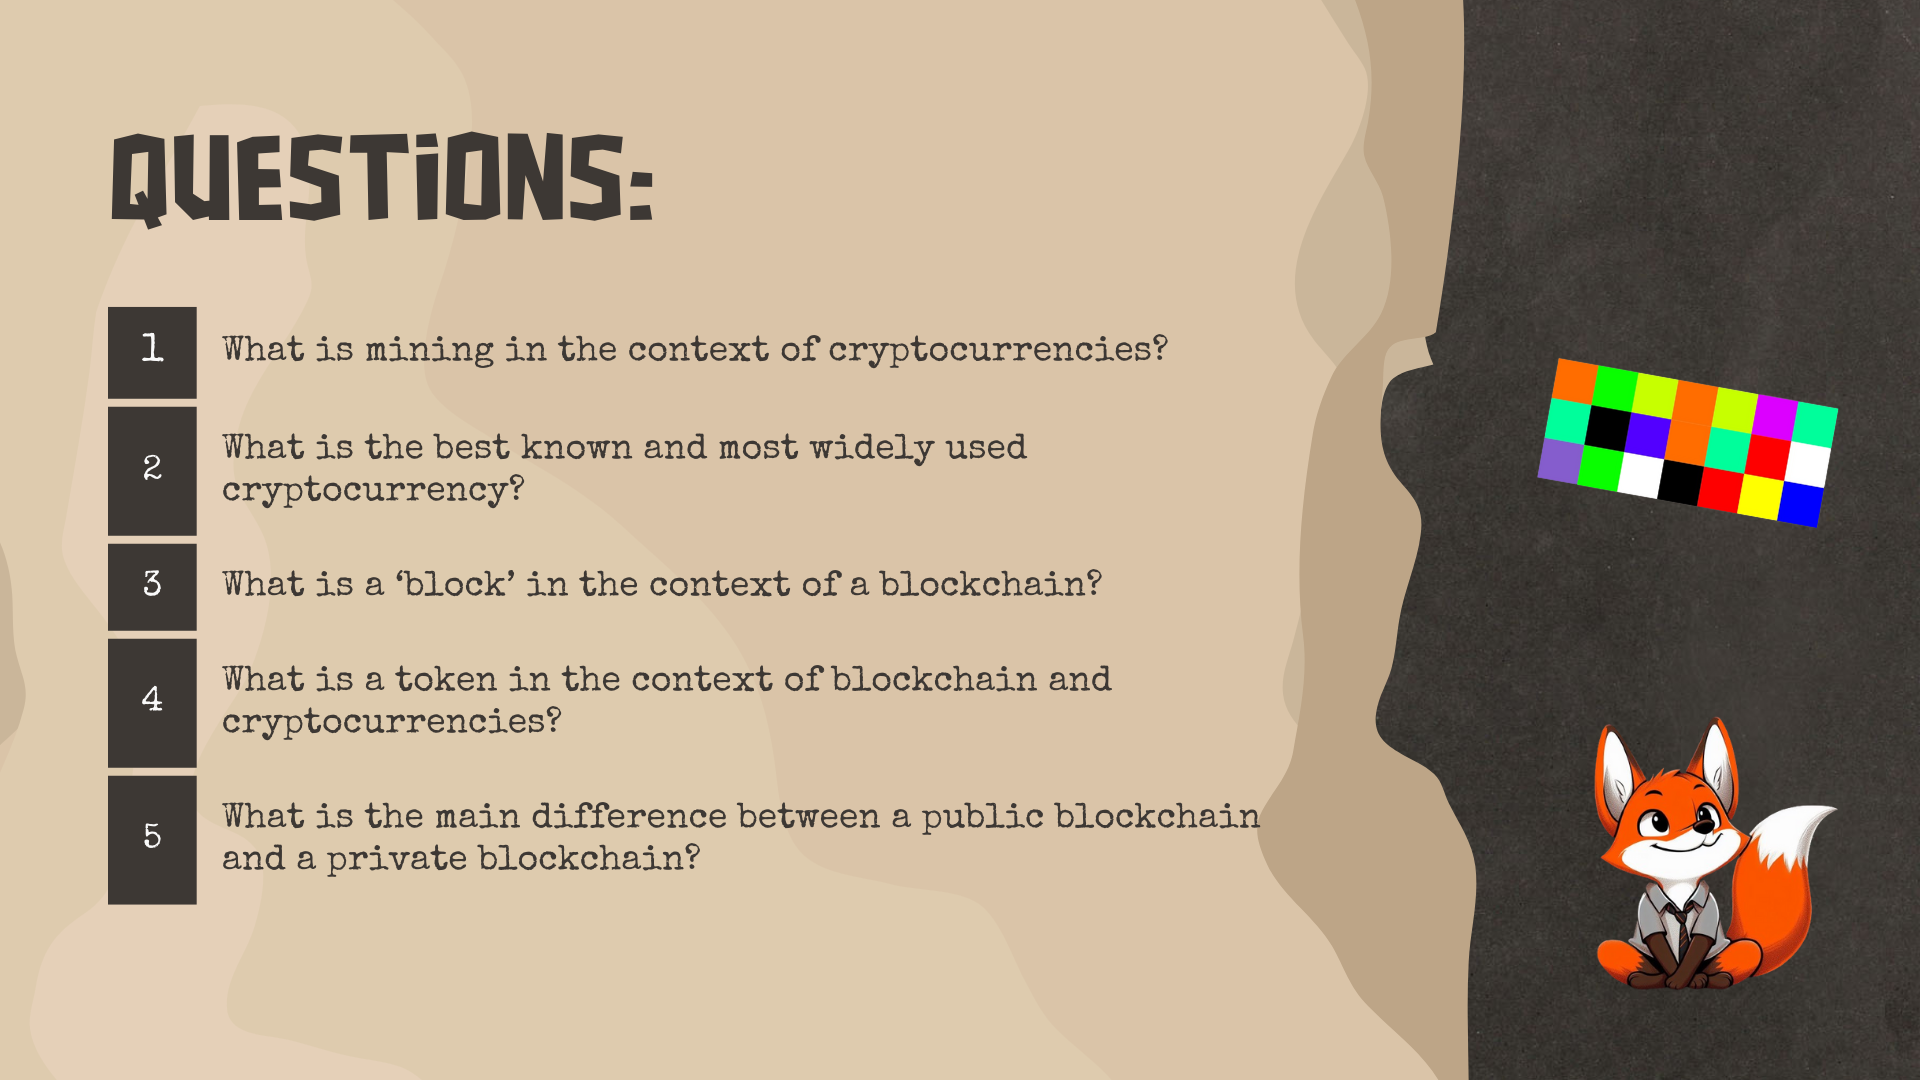 QUESTiONS:
1
What is mining in the context of cryptocurrencies?
2
What is the best known and most widely used
cryptocurrency?
3
What is a ‘block’ in the context of a blockchain?
4
What is a token in the context of blockchain and
cryptocurrencies?
5
What is the main difference between a public blockchain
and a private blockchain?